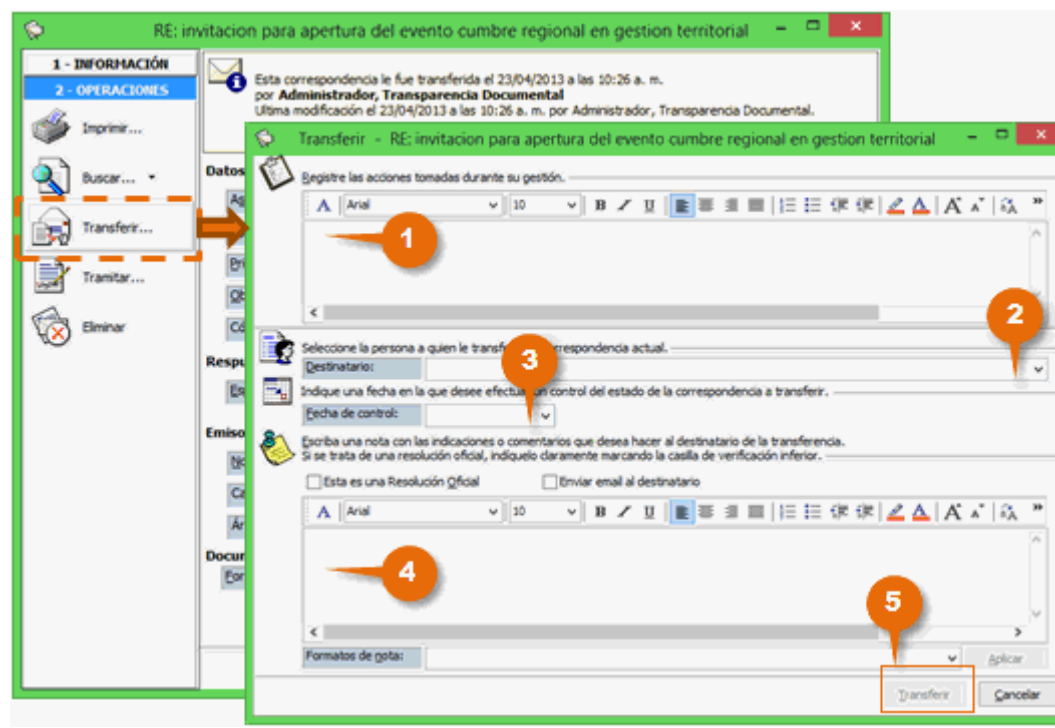 RE: invitacion para apertura del evento cumbre regional en gestion territorial
1 - INFORMACIÓN
2 - OPERACIONES
Imprimir...
Buscar...
Transferir...
Tramitar...
Eliminar
Esta correspondencia le fue transferida el 23/04/2013 a las 10:26 a. m.
por Administrador, Transparencia Documental
Ultima modificación el 23/04/2013 a las 10:26 a. m. por Administrador, Transparencia Documental.
Datos
Respu
Emiso
Docum
Transferir - RE: invitacion para apertura del evento cumbre regional en gestion territorial
Registre las acciones tomadas durante su gestión.
A Arial 10 B I U
1
2
Seleccione la persona a quien le transf
3
Destinatario:
Indique una fecha en la que desee efectua un control del estado de la correspondencia a transferir.
Fecha de control:
Escriba una nota con las indicaciones o comentarios que desea hacer al destinatario de la transferencia.
Si se trata de una resolución oficial, indíquelo claramente marcando la casilla de verificación inferior.
Esta es una Resolución Oficial Enviar email al destinatario
A Arial 10 B I U
4
5
Formatos de nota: Aplicar
Transferir Cancelar